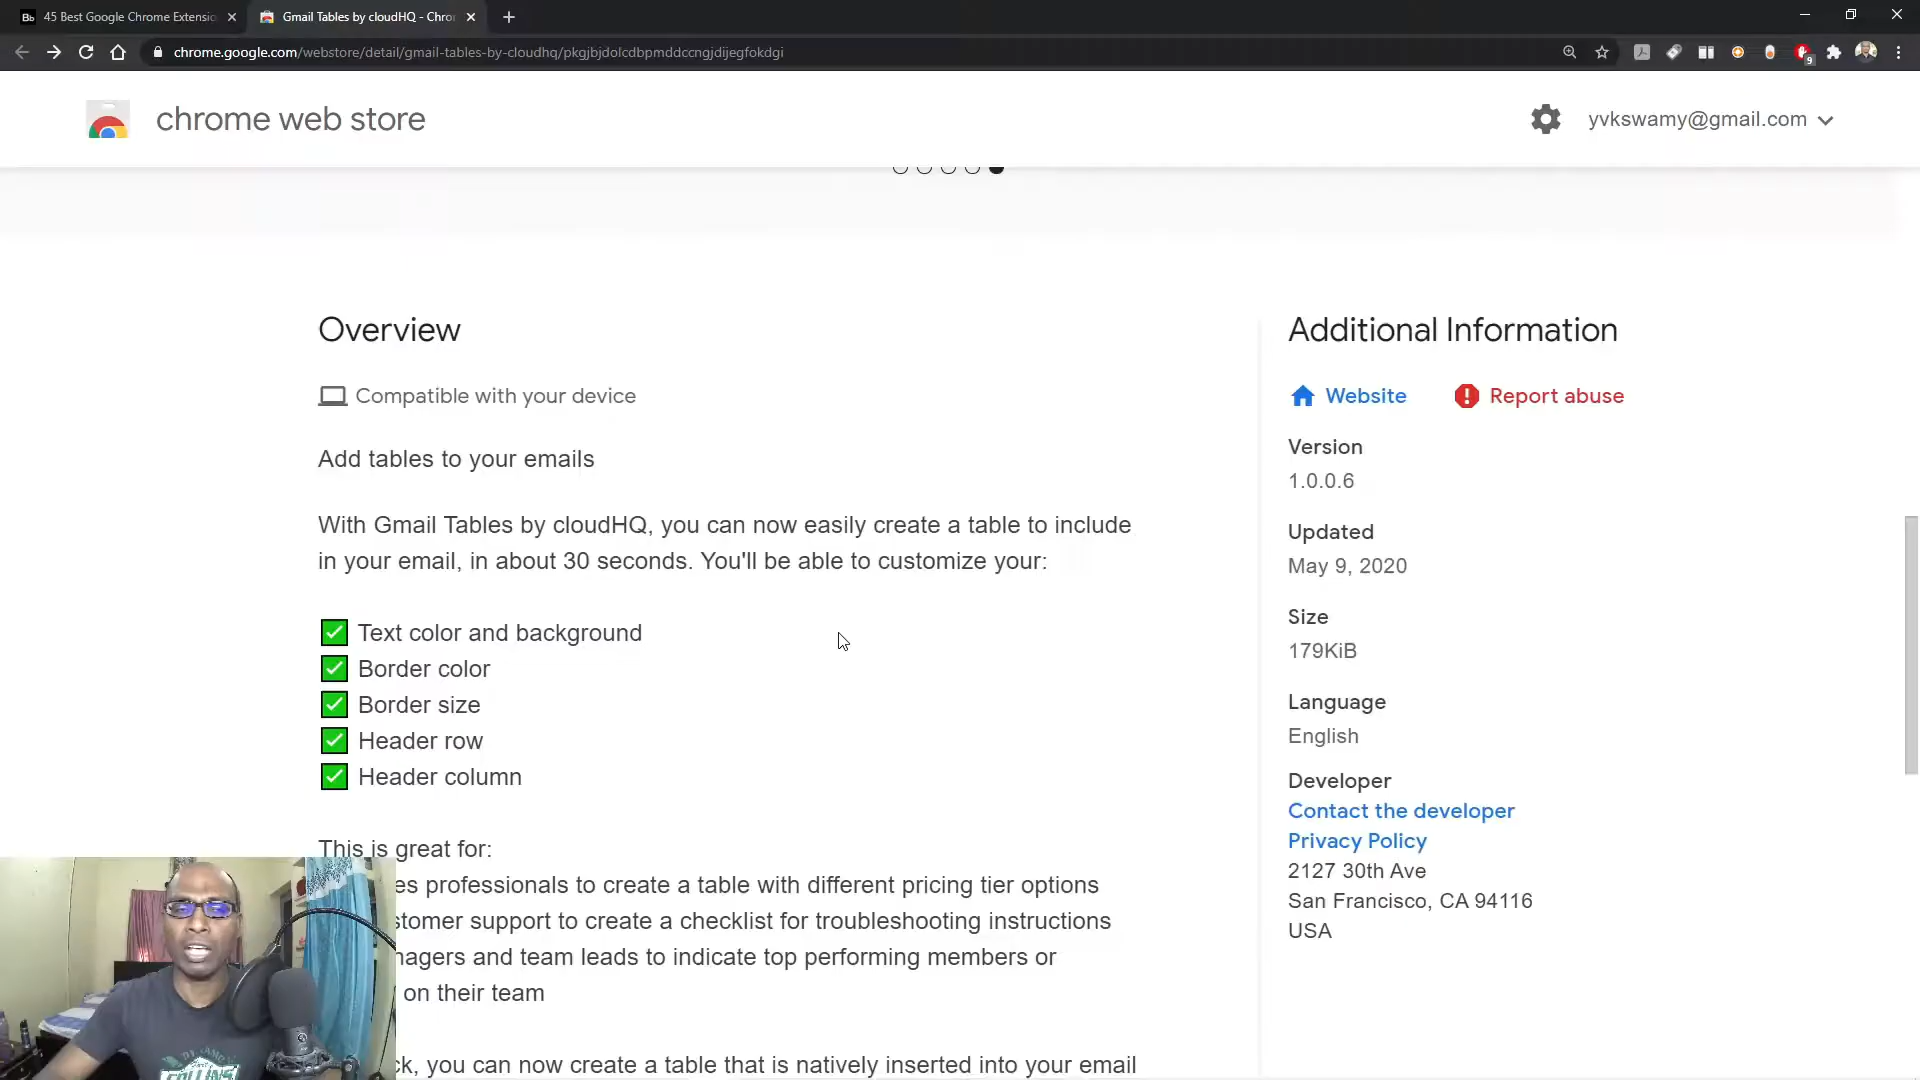 Bb 45 Best Google Chrome Extensio
Gmail Tables by cloudHQ - Chro
chrome.google.com/webstore/detail/gmail-tables-by-cloudhq/pkgjbjdolcdbpmddccngjdijegfokdgi
9
chrome web store
yvkswamy@gmail.com
Overview
Compatible with your device
Add tables to your emails
With Gmail Tables by cloudHQ, you can now easily create a table to include
in your email, in about 30 seconds. You'll be able to customize your:
Text color and background
Border color
Border size
Header row
Header column
This is great for:
es professionals to create a table with different pricing tier options
stomer support to create a checklist for troubleshooting instructions
nagers and team leads to indicate top performing members or
on their team
ck, you can now create a table that is natively inserted into your email
Additional Information
Website
Report abuse
Version
1.0.0.6
Updated
May 9, 2020
Size
179KiB
Language
English
Developer
Contact the developer
Privacy Policy
2127 30th Ave
San Francisco, CA 94116
USA